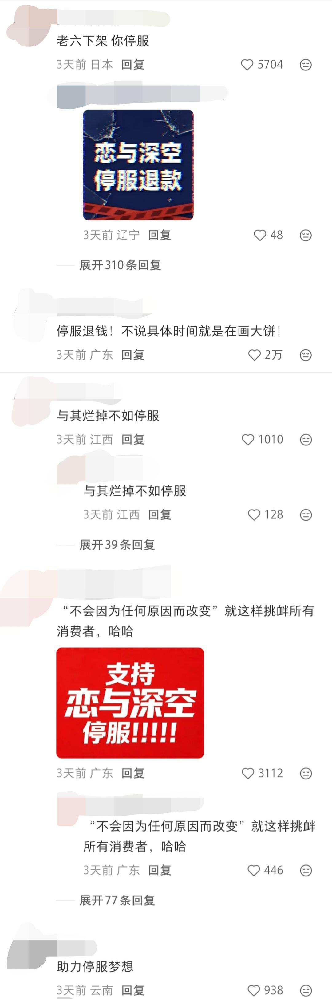 老六下架 你停服
3天前 日本 回复 5704
恋与深空
停服退款
3天前 辽宁 回复 48
展开310条回复
停服退钱！不说具体时间就是在画大饼！
3天前 广东 回复 2万
与其烂掉不如停服
3天前 江西 回复 1010
与其烂掉不如停服
3天前 江西 回复 128
展开39条回复
“不会因为任何原因而改变”就这样挑衅所有
消费者，哈哈
支持
恋与深空
停服!!!!!
3天前 广东 回复 3112
“不会因为任何原因而改变”就这样挑衅
所有消费者，哈哈
3天前 广东 回复 446
展开77条回复
助力停服梦想
3天前 云南 回复 938